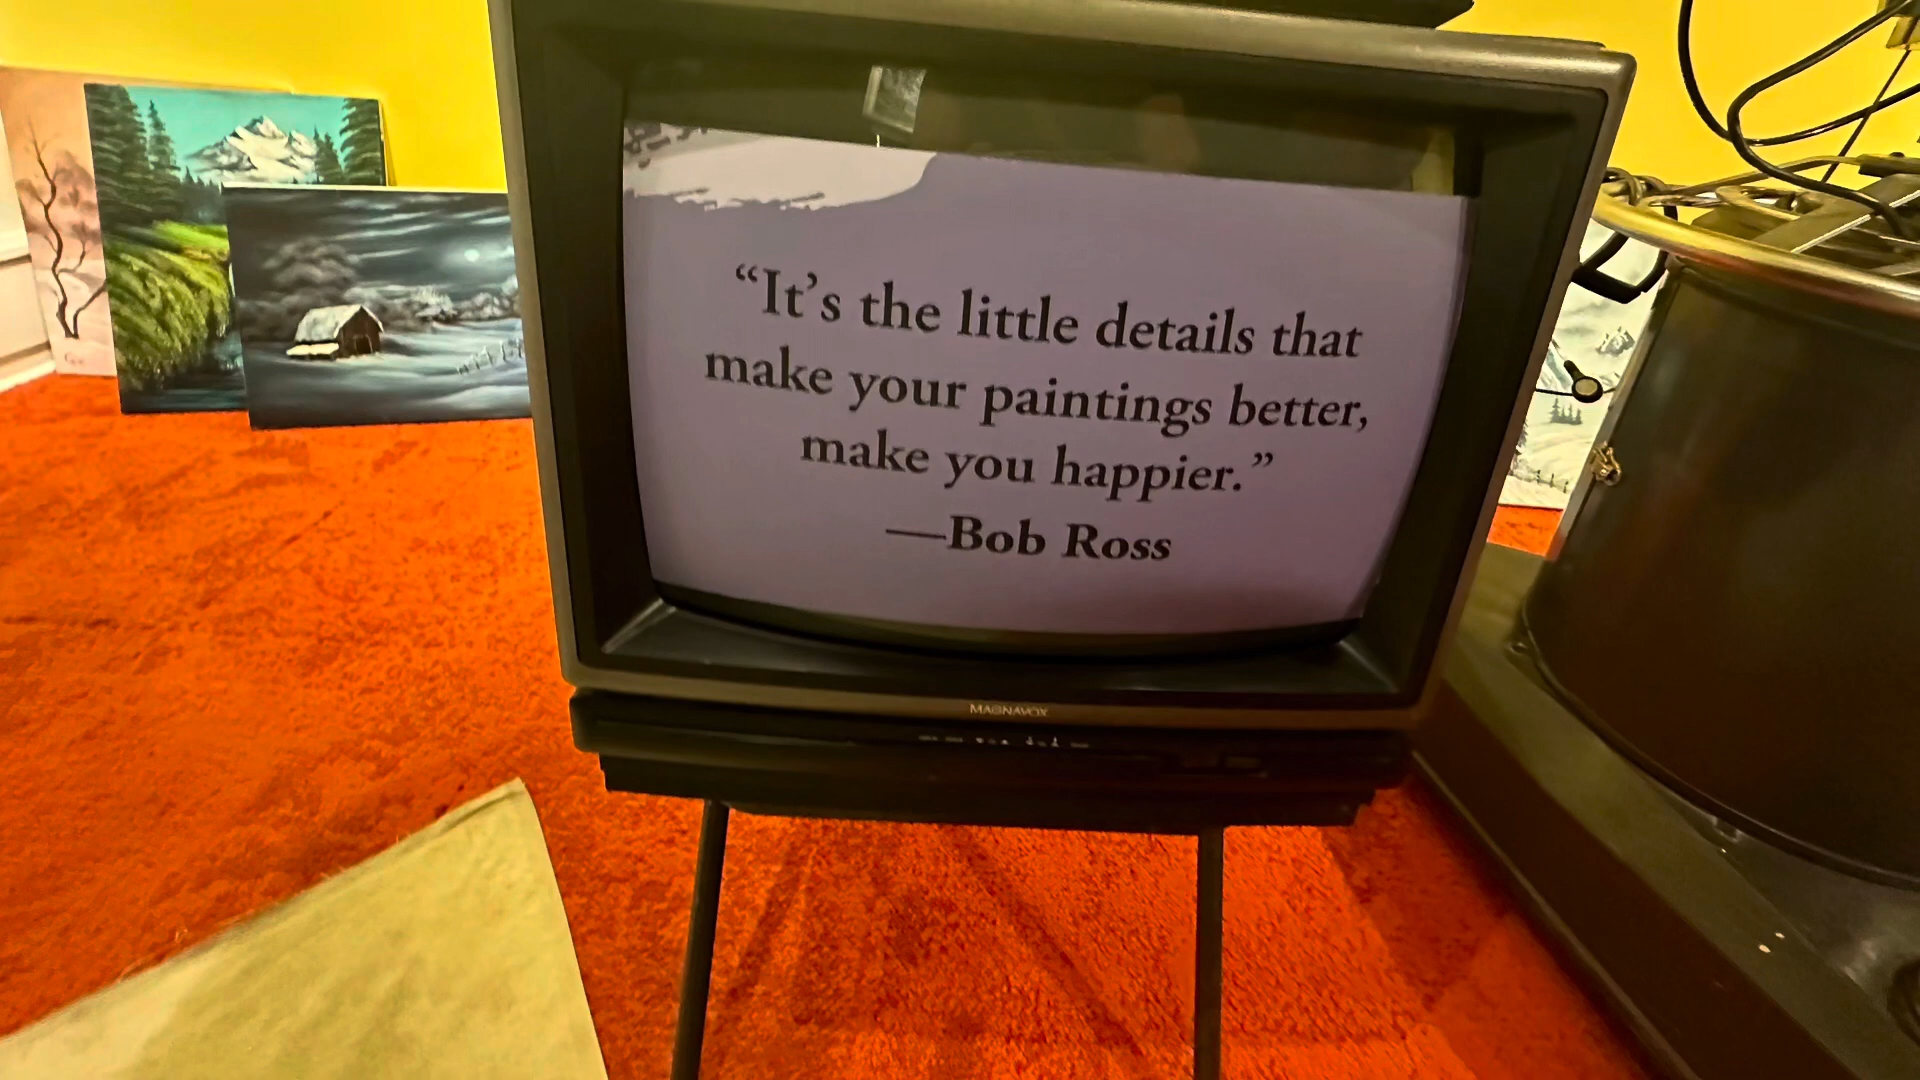 “It’s the little details that
make your paintings better,
make you happier.”
—Bob Ross
MAGNAVOX